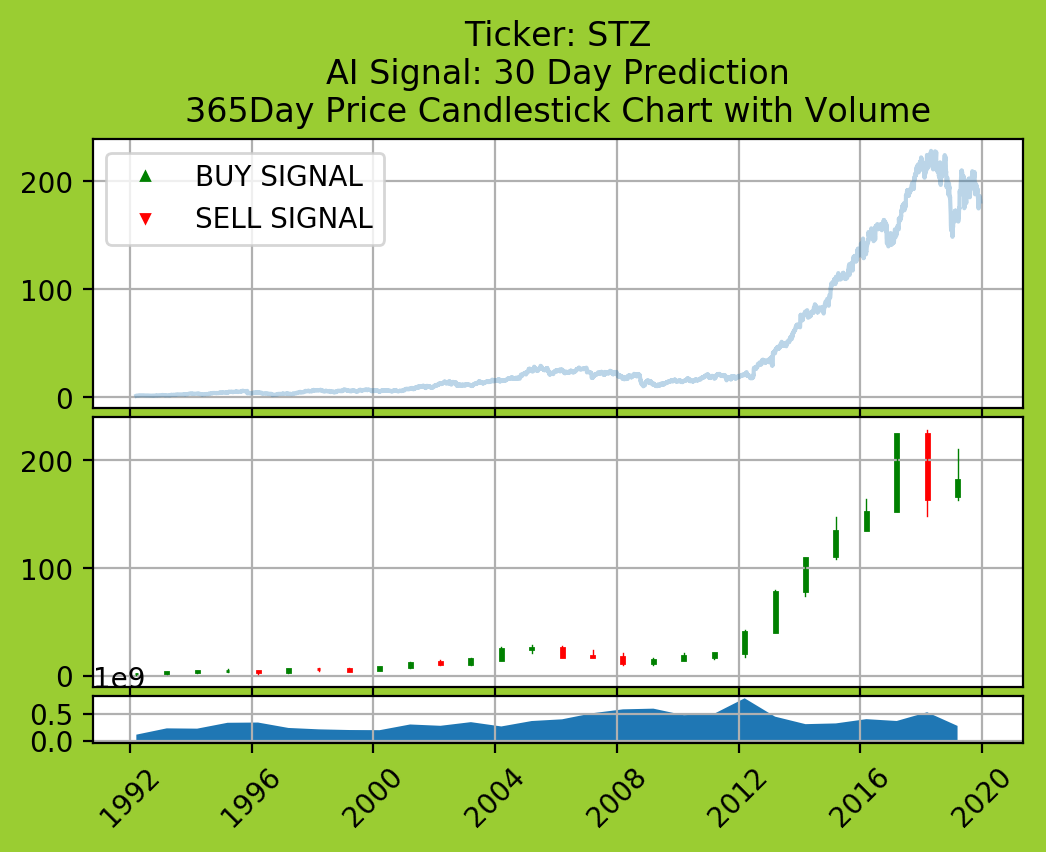 Ticker: STZ
AI Signal: 30 Day Prediction
365Day Price Candlestick Chart with Volume
BUY SIGNAL
SELL SIGNAL
200
100
0
200
100
0
1e9
0.5
0.0
1992 1996 2000 2004 2008 2012 2016 2020